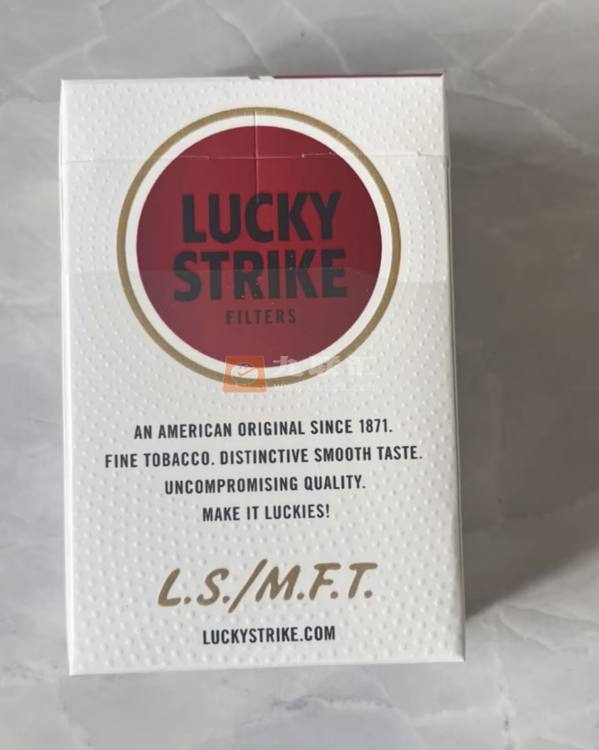 LUCKY
STRIKE
FILTERS
AN AMERICAN ORIGINAL SINCE 1871.
FINE TOBACCO. DISTINCTIVE SMOOTH TASTE.
UNCOMPROMISING QUALITY.
MAKE IT LUCKIES!
L.S./M.F.T.
LUCKYSTRIKE.COM